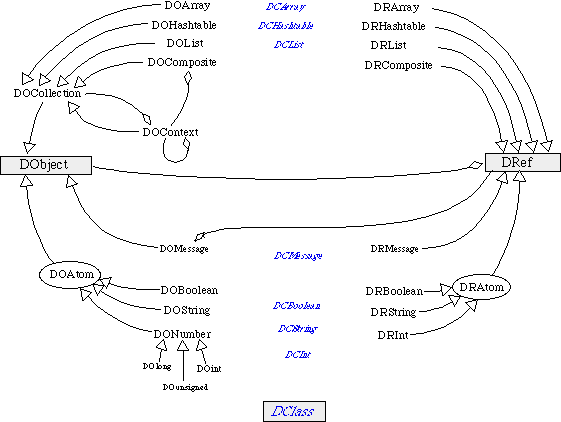 DOArray DCArray DRArray
DOHashtable DCHashtable DRHashtable
DOList DCList DRList
DOComposite DRComposite
DOCollection
DOContext
DObject DRef
DOMessage DCMessage DRMessage
DOAtom DRAtom
DOBoolean DRBoolean
DOString DCBoolean DRString
DONumber DCString DRInt
DOlong DOint DCInt
DOunsigned
DClass